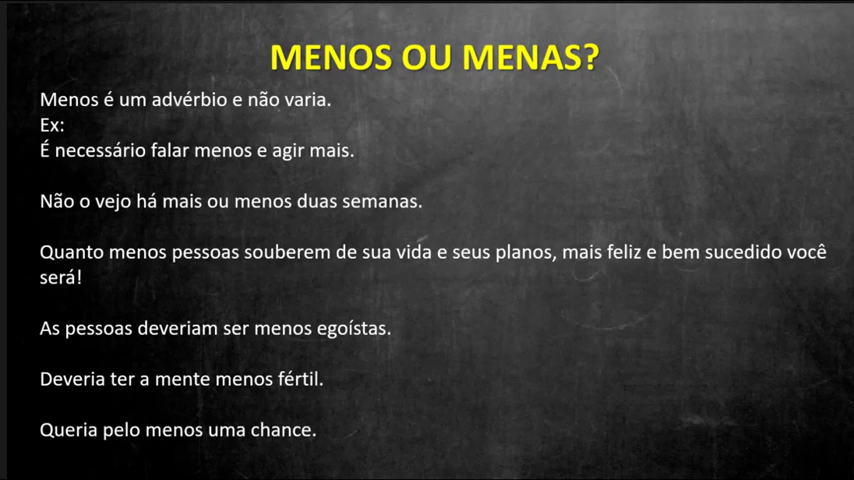 MENOS OU MENAS?
Menos é um advérbio e não varia.
Ex:
É necessário falar menos e agir mais.
Não o vejo há mais ou menos duas semanas.
Quanto menos pessoas souberem de sua vida e seus planos, mais feliz e bem sucedido você
será!
As pessoas deveriam ser menos egoístas.
Deveria ter a mente menos fértil.
Queria pelo menos uma chance.